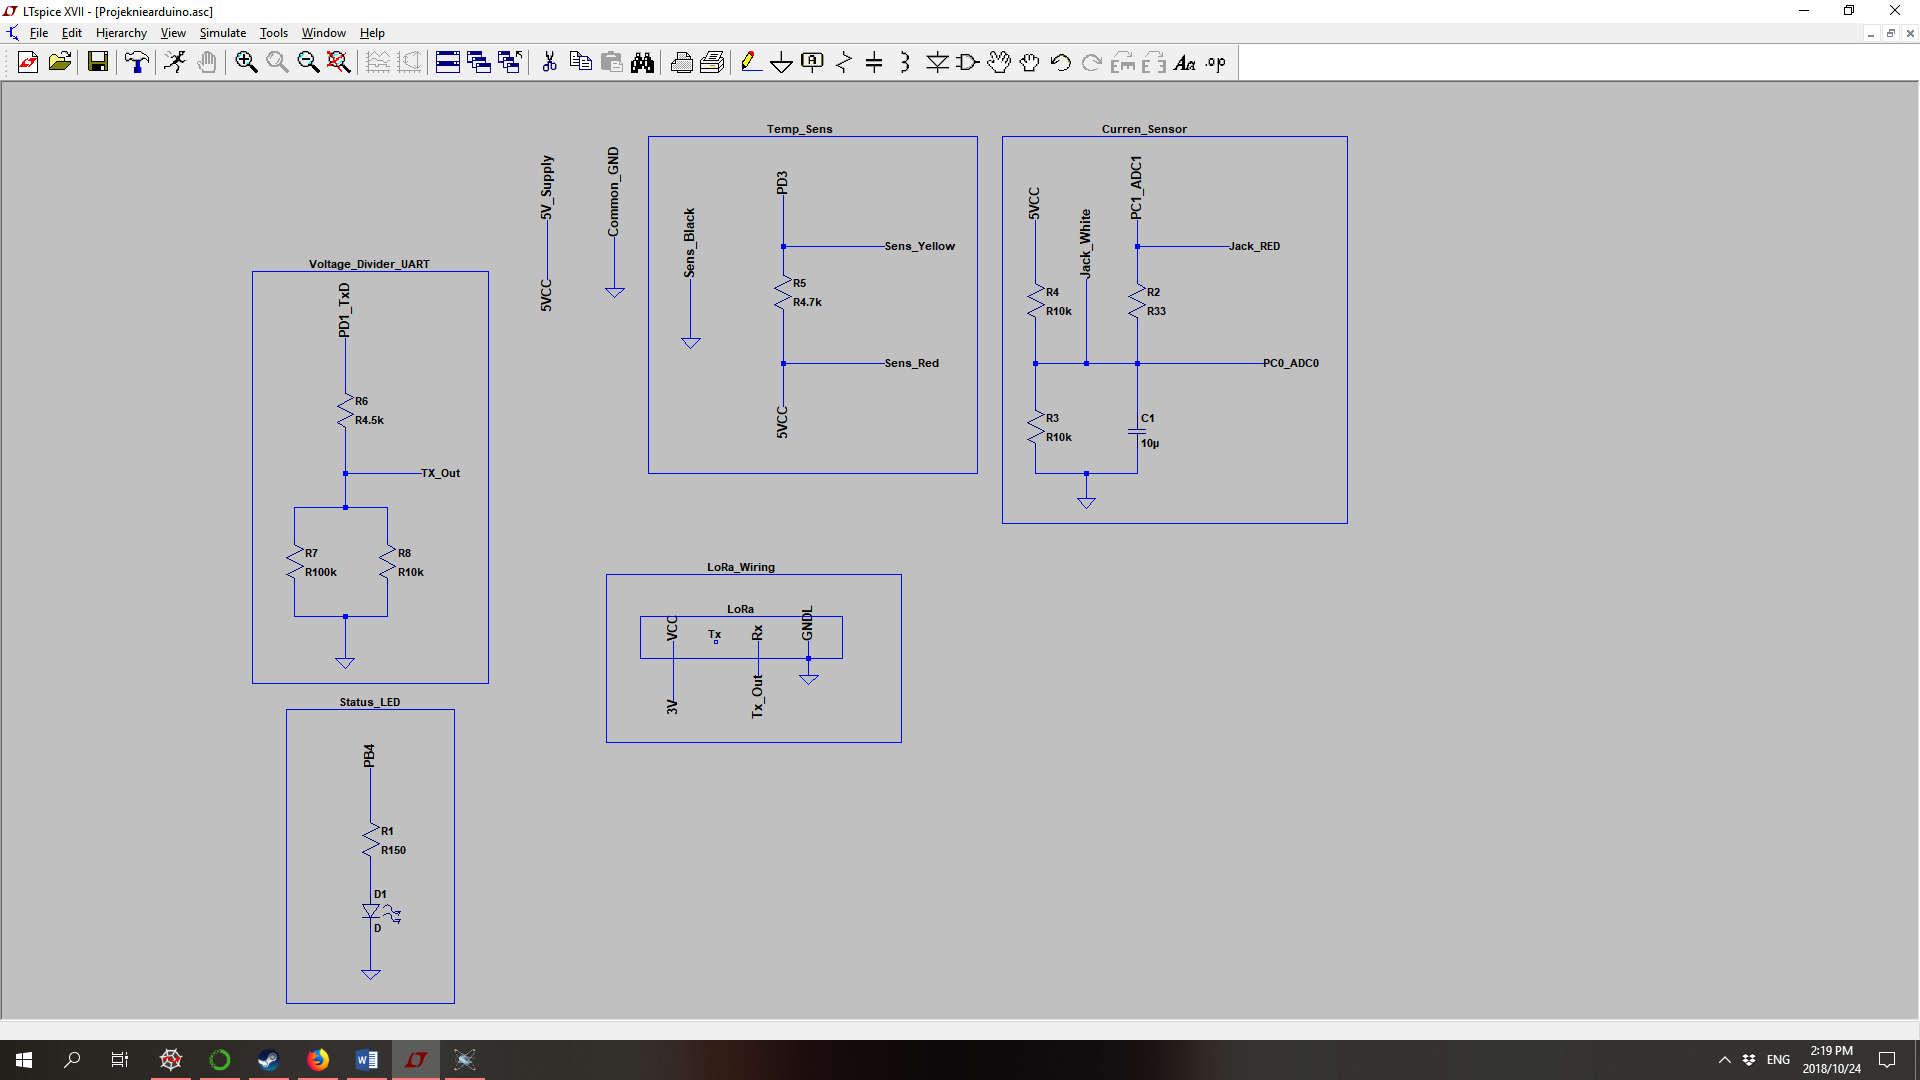 LTspice XVII - [Projekniearduino.asc]
File Edit Hierarchy View Simulate Tools Window Help
.op
Temp_Sens
Curren_Sensor
5V_Supply
5VCC
Common_GND
Sens_Black
PD3
Sens_Yellow
R5
R4.7k
Sens_Red
5VCC
5VCC
Jack_White
PC1_ADC1
Jack_RED
R4
R10k
R2
R33
PC0_ADC0
R3
R10k
C1
10µ
Voltage_Divider_UART
PD1_TxD
R6
R4.5k
TX_Out
R7
R100k
R8
R10k
LoRa_Wiring
LoRa
VCC
Tx
Rx
GNDL
3V
Tx_Out
Status_LED
PB4
R1
R150
D1
D
ENG
2:19 PM
2018/10/24